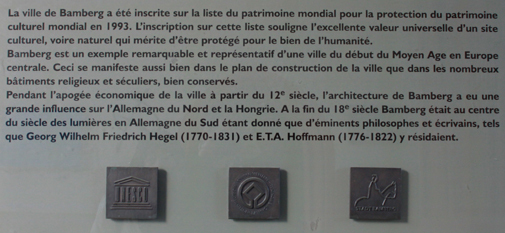 La ville de Bamberg a été inscrite sur la liste du patrimoine mondial pour la protection du patrimoine
culturel mondial en 1993. L'inscription sur cette liste souligne l'excellente valeur universelle d'un site
culturel, voire naturel qui mérite d'être protégé pour le bien de l'humanité.
Bamberg est un exemple remarquable et représentatif d'une ville du début du Moyen Age en Europe
centrale. Ceci se manifeste aussi bien dans le plan de construction de la ville que dans les nombreux
bâtiments religieux et séculiers, bien conservés.
Pendant l'apogée économique de la ville à partir du 12e siècle, l'architecture de Bamberg a eu une
grande influence sur l'Allemagne du Nord et la Hongrie. A la fin du 18e siècle Bamberg était au centre
du siècle des lumières en Allemagne du Sud étant donné que d'éminents philosophes et écrivains, tels
que Georg Wilhelm Friedrich Hegel (1770-1831) et E.T.A. Hoffmann (1776-1822) y résidaient.
UNESCO